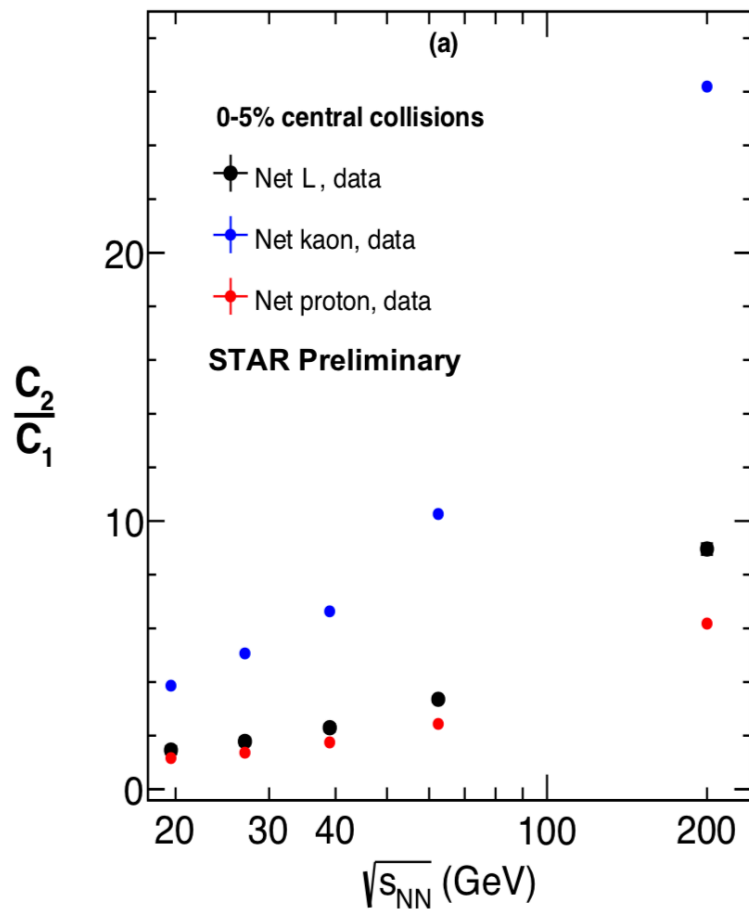 (a)
0-5% central collisions
Net L, data
Net kaon, data
Net proton, data
STAR Preliminary
C₂
C₁
20
10
0
20 30 40 100 200
√sNN (GeV)